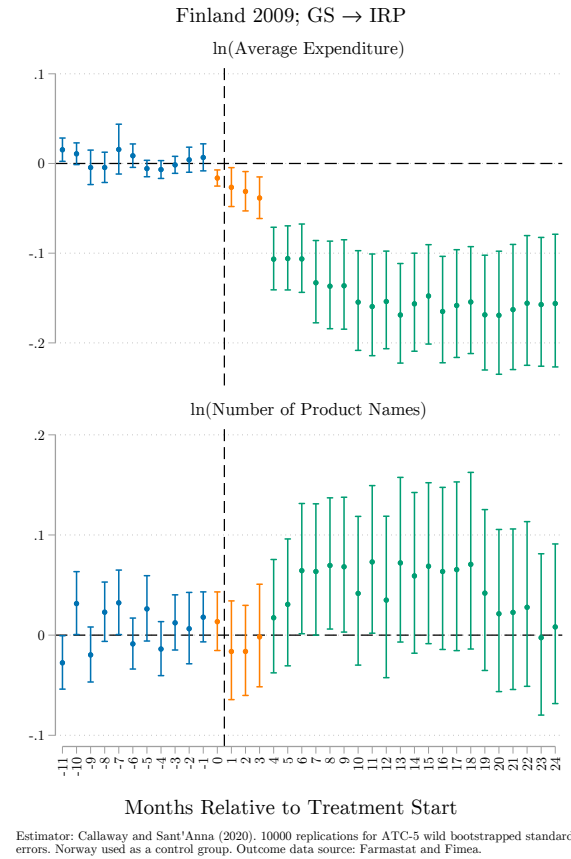 Finland 2009; GS → IRP
ln(Average Expenditure)
.1
0
-.1
-.2
ln(Number of Product Names)
.2
.1
0
-.1
-11 -10 -9 -8 -7 -6 -5 -4 -3 -2 -1 0 1 2 3 4 5 6 7 8 9 10 11 12 13 14 15 16 17 18 19 20 21 22 23 24
Months Relative to Treatment Start
Estimator: Callaway and Sant'Anna (2020). 10000 replications for ATC-5 wild bootstrapped standard
errors. Norway used as a control group. Outcome data source: Farmastat and Fimea.